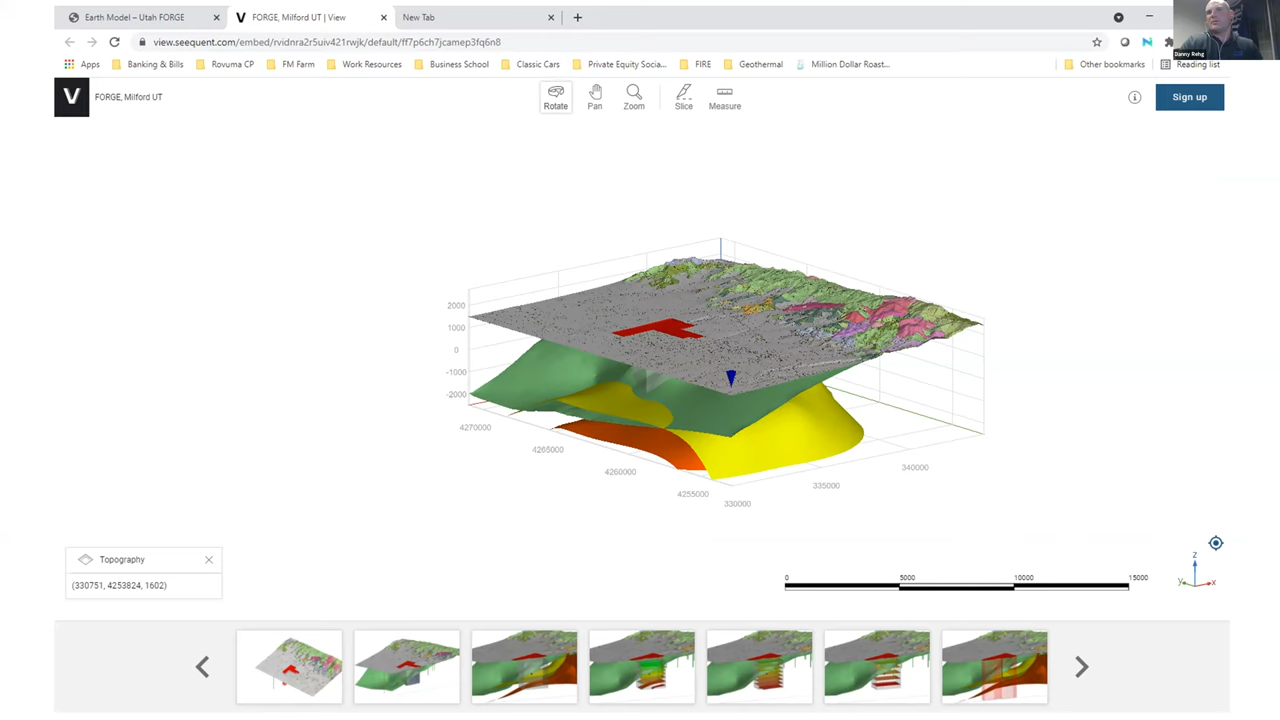 Earth Model – Utah FORGE
FORGE, Milford UT | View
New Tab
view.seequent.com/embed/rvidnra2r5uiv421rwjk/default/ff7p6ch7jcamep3fq6n8
Apps
Banking & Bills
Rovuma CP
FM Farm
Work Resources
Business School
Classic Cars
Private Equity Socia...
FIRE
Geothermal
Million Dollar Roast...
Other bookmarks
Reading list
Danny Rehg
V
FORGE, Milford UT
Rotate
Pan
Zoom
Slice
Measure
Sign up
2000
1000
0
-1000
-2000
4270000
4265000
4260000
4255000
330000
335000
340000
Topography
(330751, 4253824, 1602)
0
5000
10000
15000
z
y
x